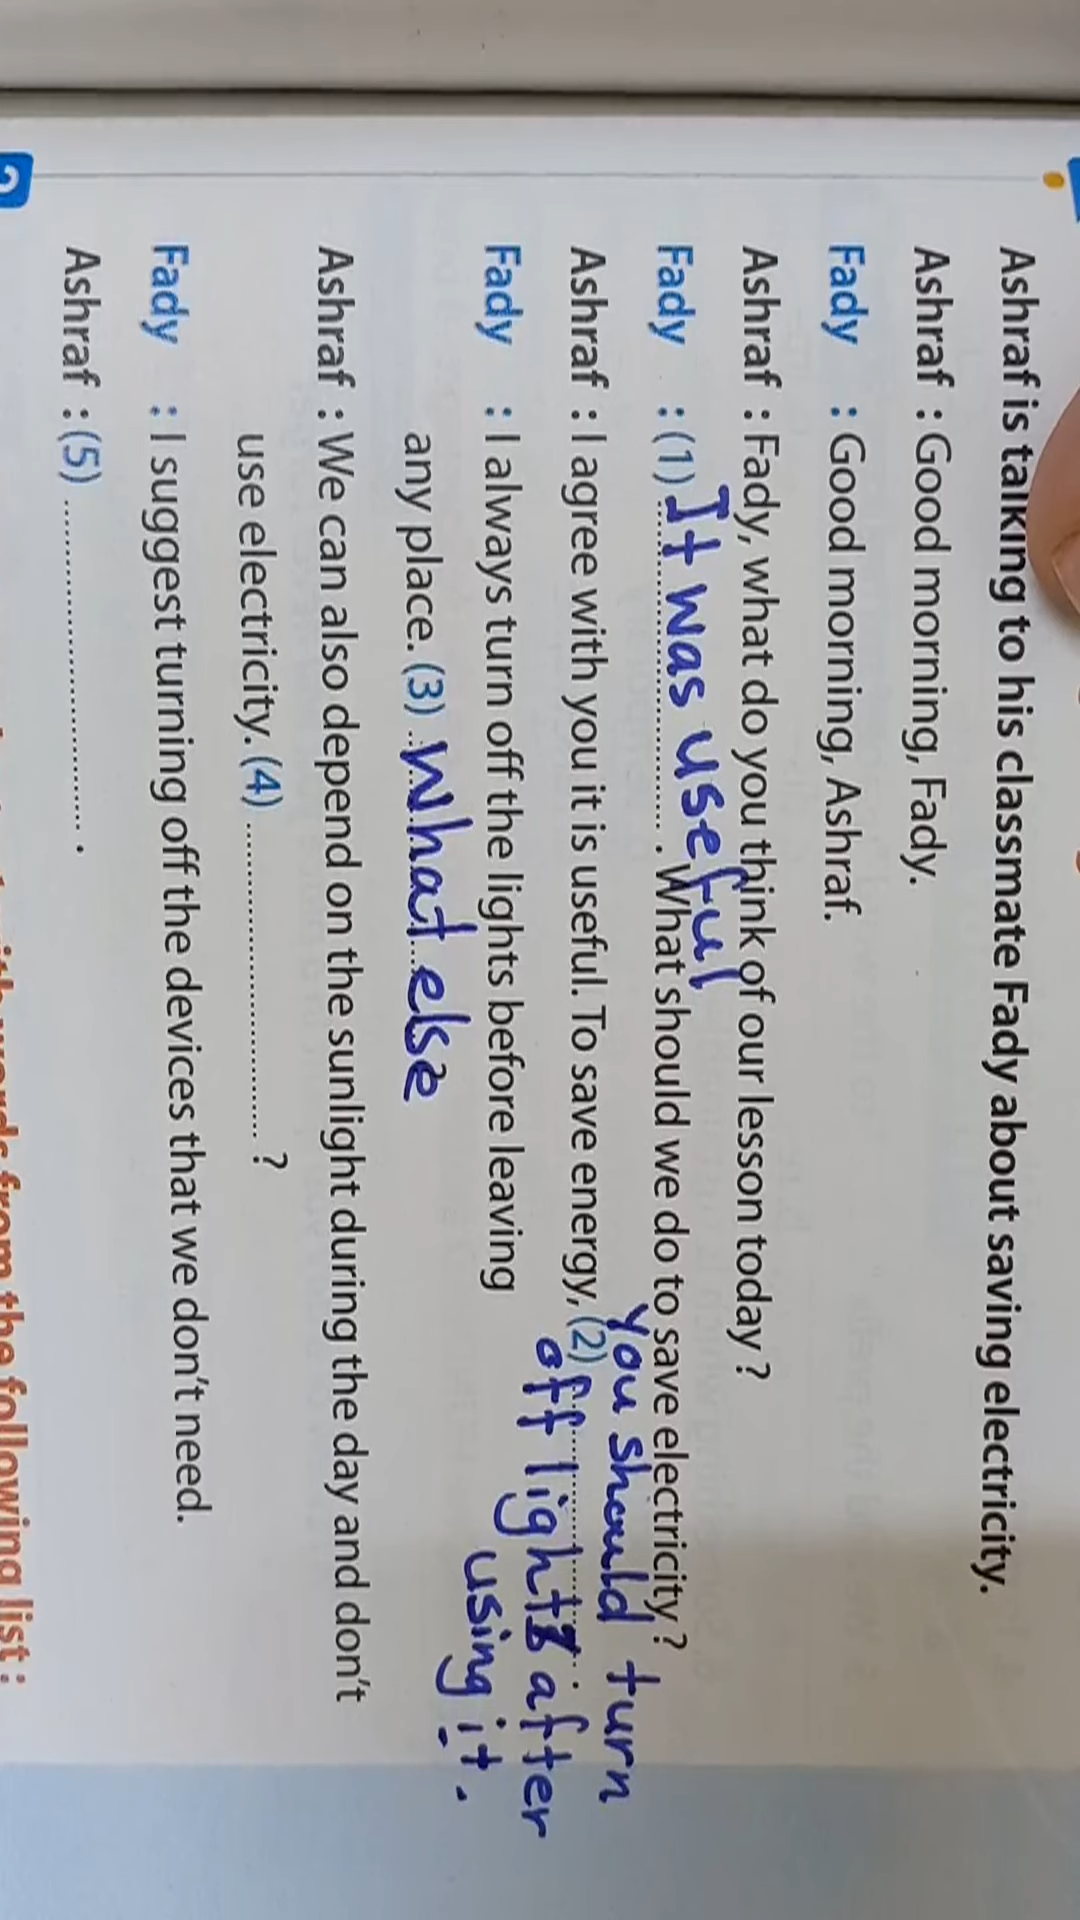 Ashraf is talking to his classmate Fady about saving electricity.
Ashraf : Good morning, Fady.
Fady : Good morning, Ashraf.
Ashraf : Fady, what do you think of our lesson today?
Fady : (1) It was useful. What should we do to save electricity?
Ashraf : I agree with you it is useful. To save energy, (2) you should turn
off lights after
using it.
Fady : I always turn off the lights before leaving
any place. (3) What else
Ashraf : We can also depend on the sunlight during the day and don't
use electricity. (4) .................... ?
Fady : I suggest turning off the devices that we don't need.
Ashraf : (5) .................... .
2 from the following list :